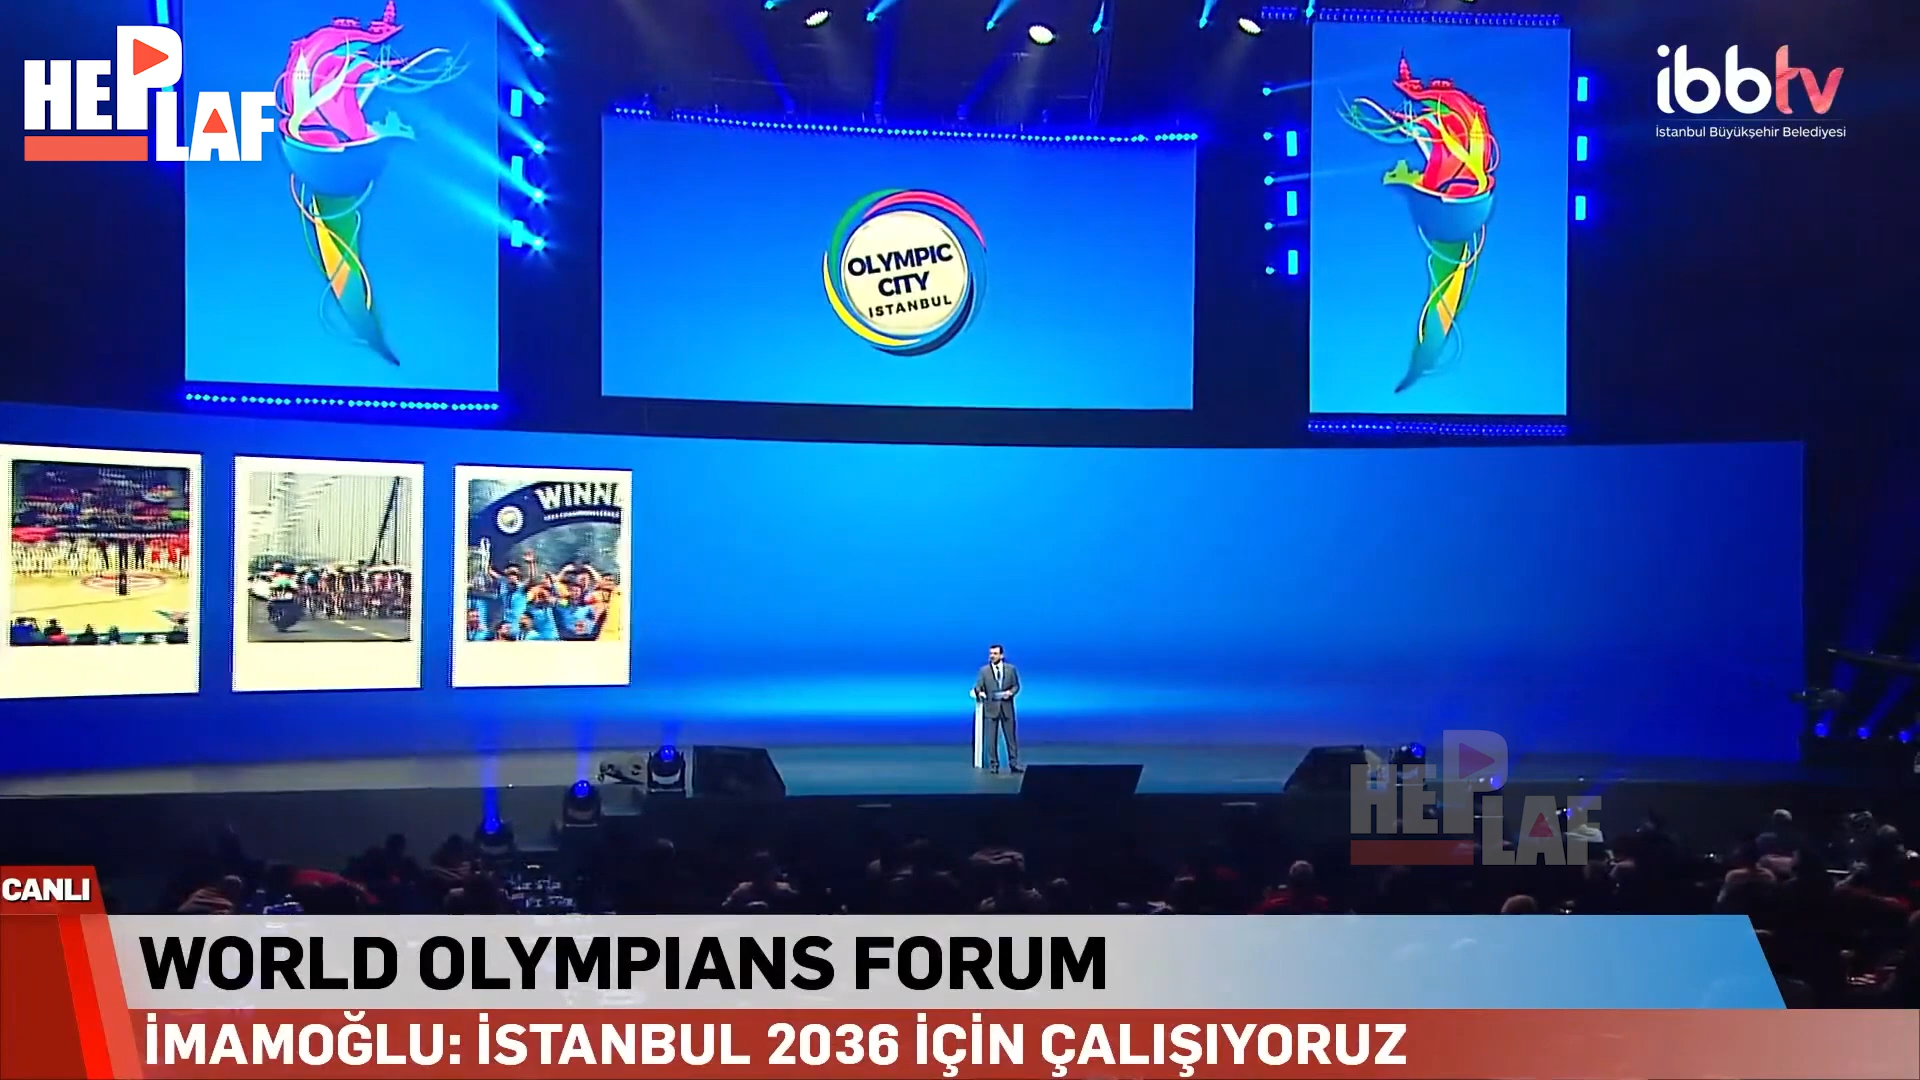 HEPLAF
ibbtv
İstanbul Büyükşehir Belediyesi
OLYMPIC
CITY
ISTANBUL
WINN
HEPLAF
CANLI
WORLD OLYMPIANS FORUM
İMAMOĞLU: İSTANBUL 2036 İÇİN ÇALIŞIYORUZ